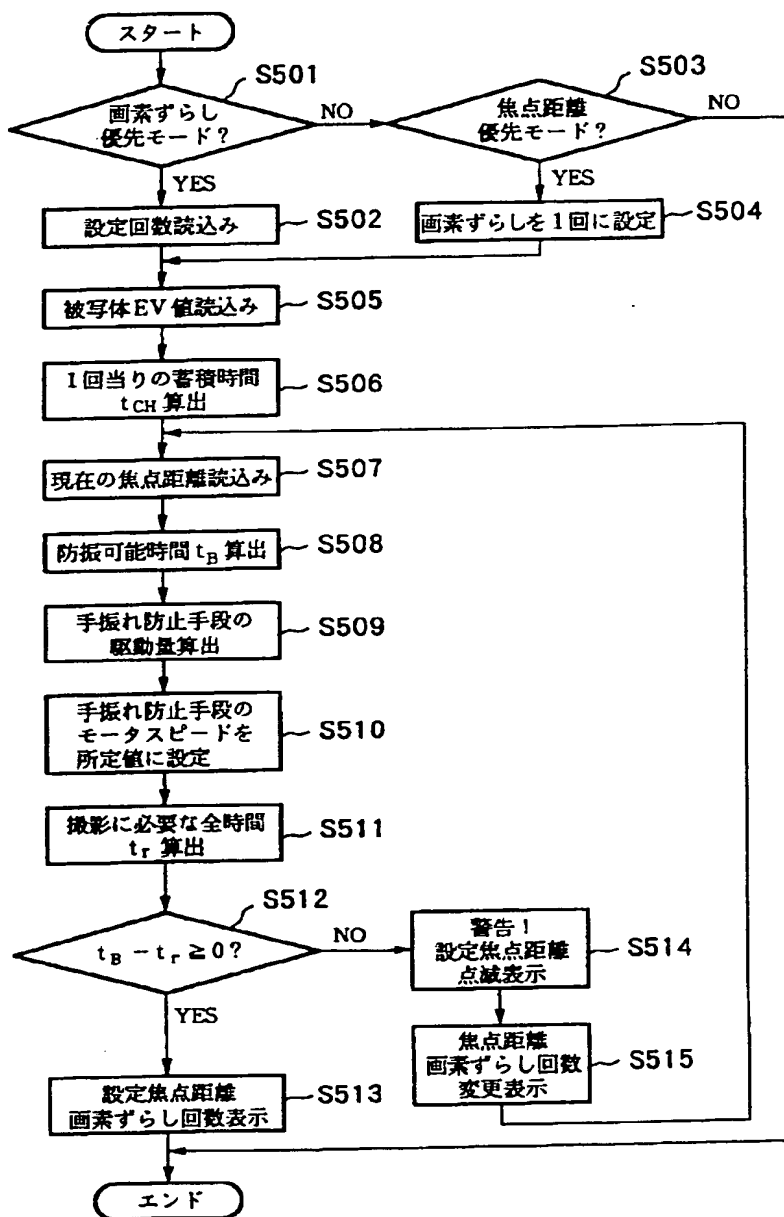 スタート
S501
画素ずらし
優先モード?
NO
YES
S503
焦点距離
優先モード?
NO
YES
設定回数読込み
S502
画素ずらしを1回に設定
S504
被写体EV値読込み
S505
1回当りの蓄積時間
tCH 算出
S506
現在の焦点距離読込み
S507
防振可能時間 tB 算出
S508
手振れ防止手段の
駆動量算出
S509
手振れ防止手段の
モータスピードを
所定値に設定
S510
撮影に必要な全時間
tr 算出
S511
S512
tB − tr ≧ 0?
NO
YES
警告!
設定焦点距離
点滅表示
S514
焦点距離
画素ずらし回数
変更表示
S515
設定焦点距離
画素ずらし回数表示
S513
エンド